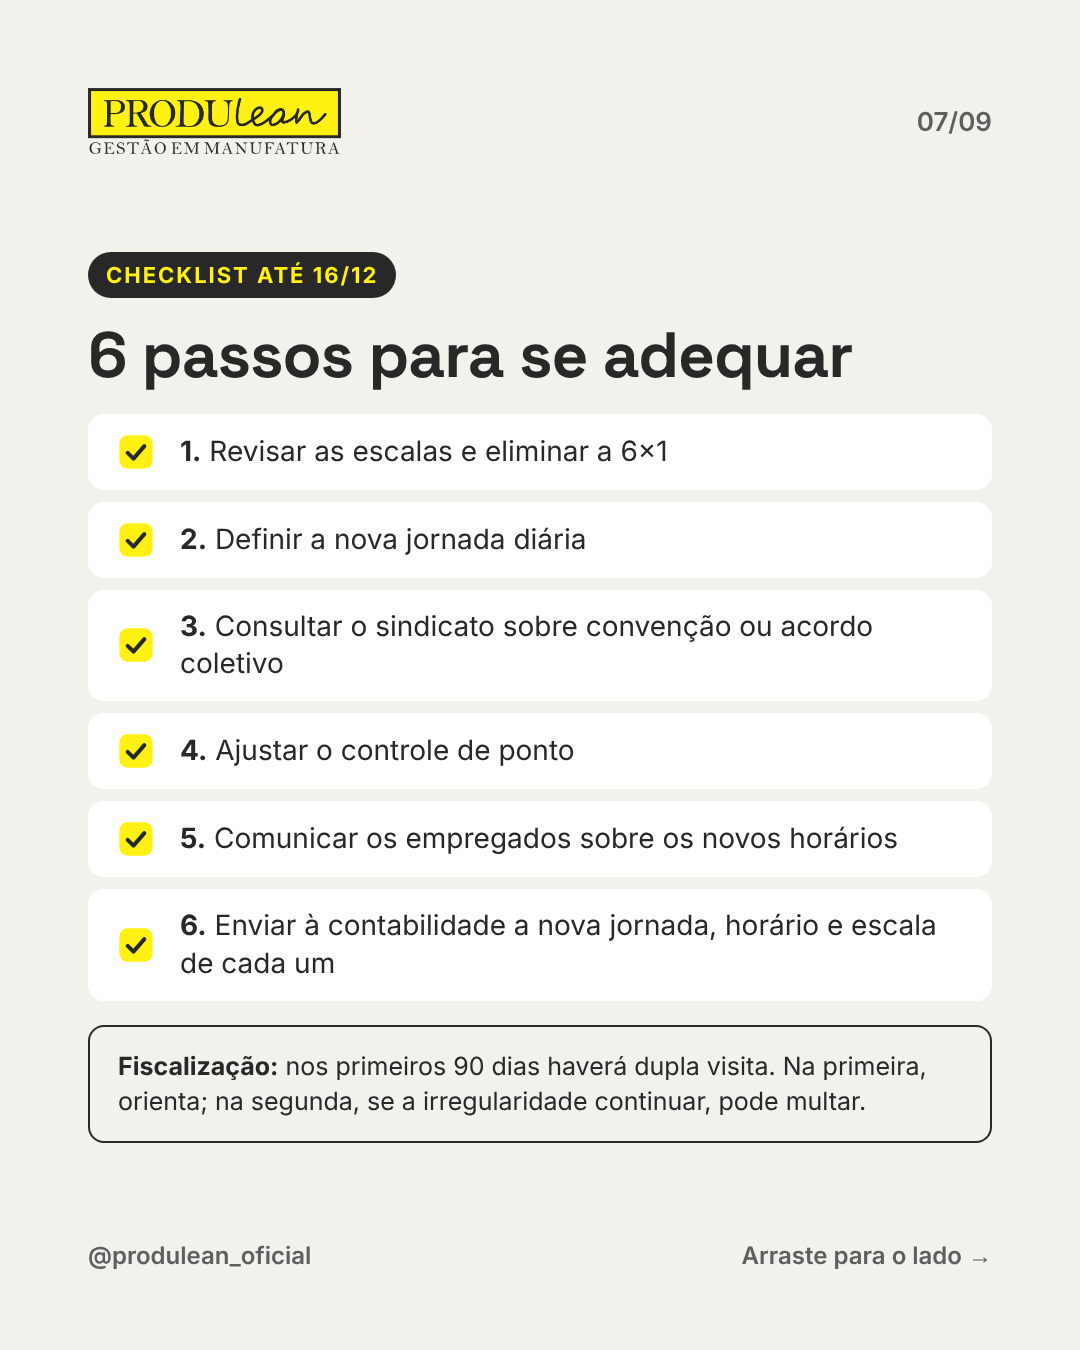 PRODUlean
GESTÃO EM MANUFATURA
07/09
CHECKLIST ATÉ 16/12
6 passos para se adequar
1. Revisar as escalas e eliminar a 6×1
2. Definir a nova jornada diária
3. Consultar o sindicato sobre convenção ou acordo
coletivo
4. Ajustar o controle de ponto
5. Comunicar os empregados sobre os novos horários
6. Enviar à contabilidade a nova jornada, horário e escala
de cada um
Fiscalização: nos primeiros 90 dias haverá dupla visita. Na primeira,
orienta; na segunda, se a irregularidade continuar, pode multar.
@produlean_oficial
Arraste para o lado →